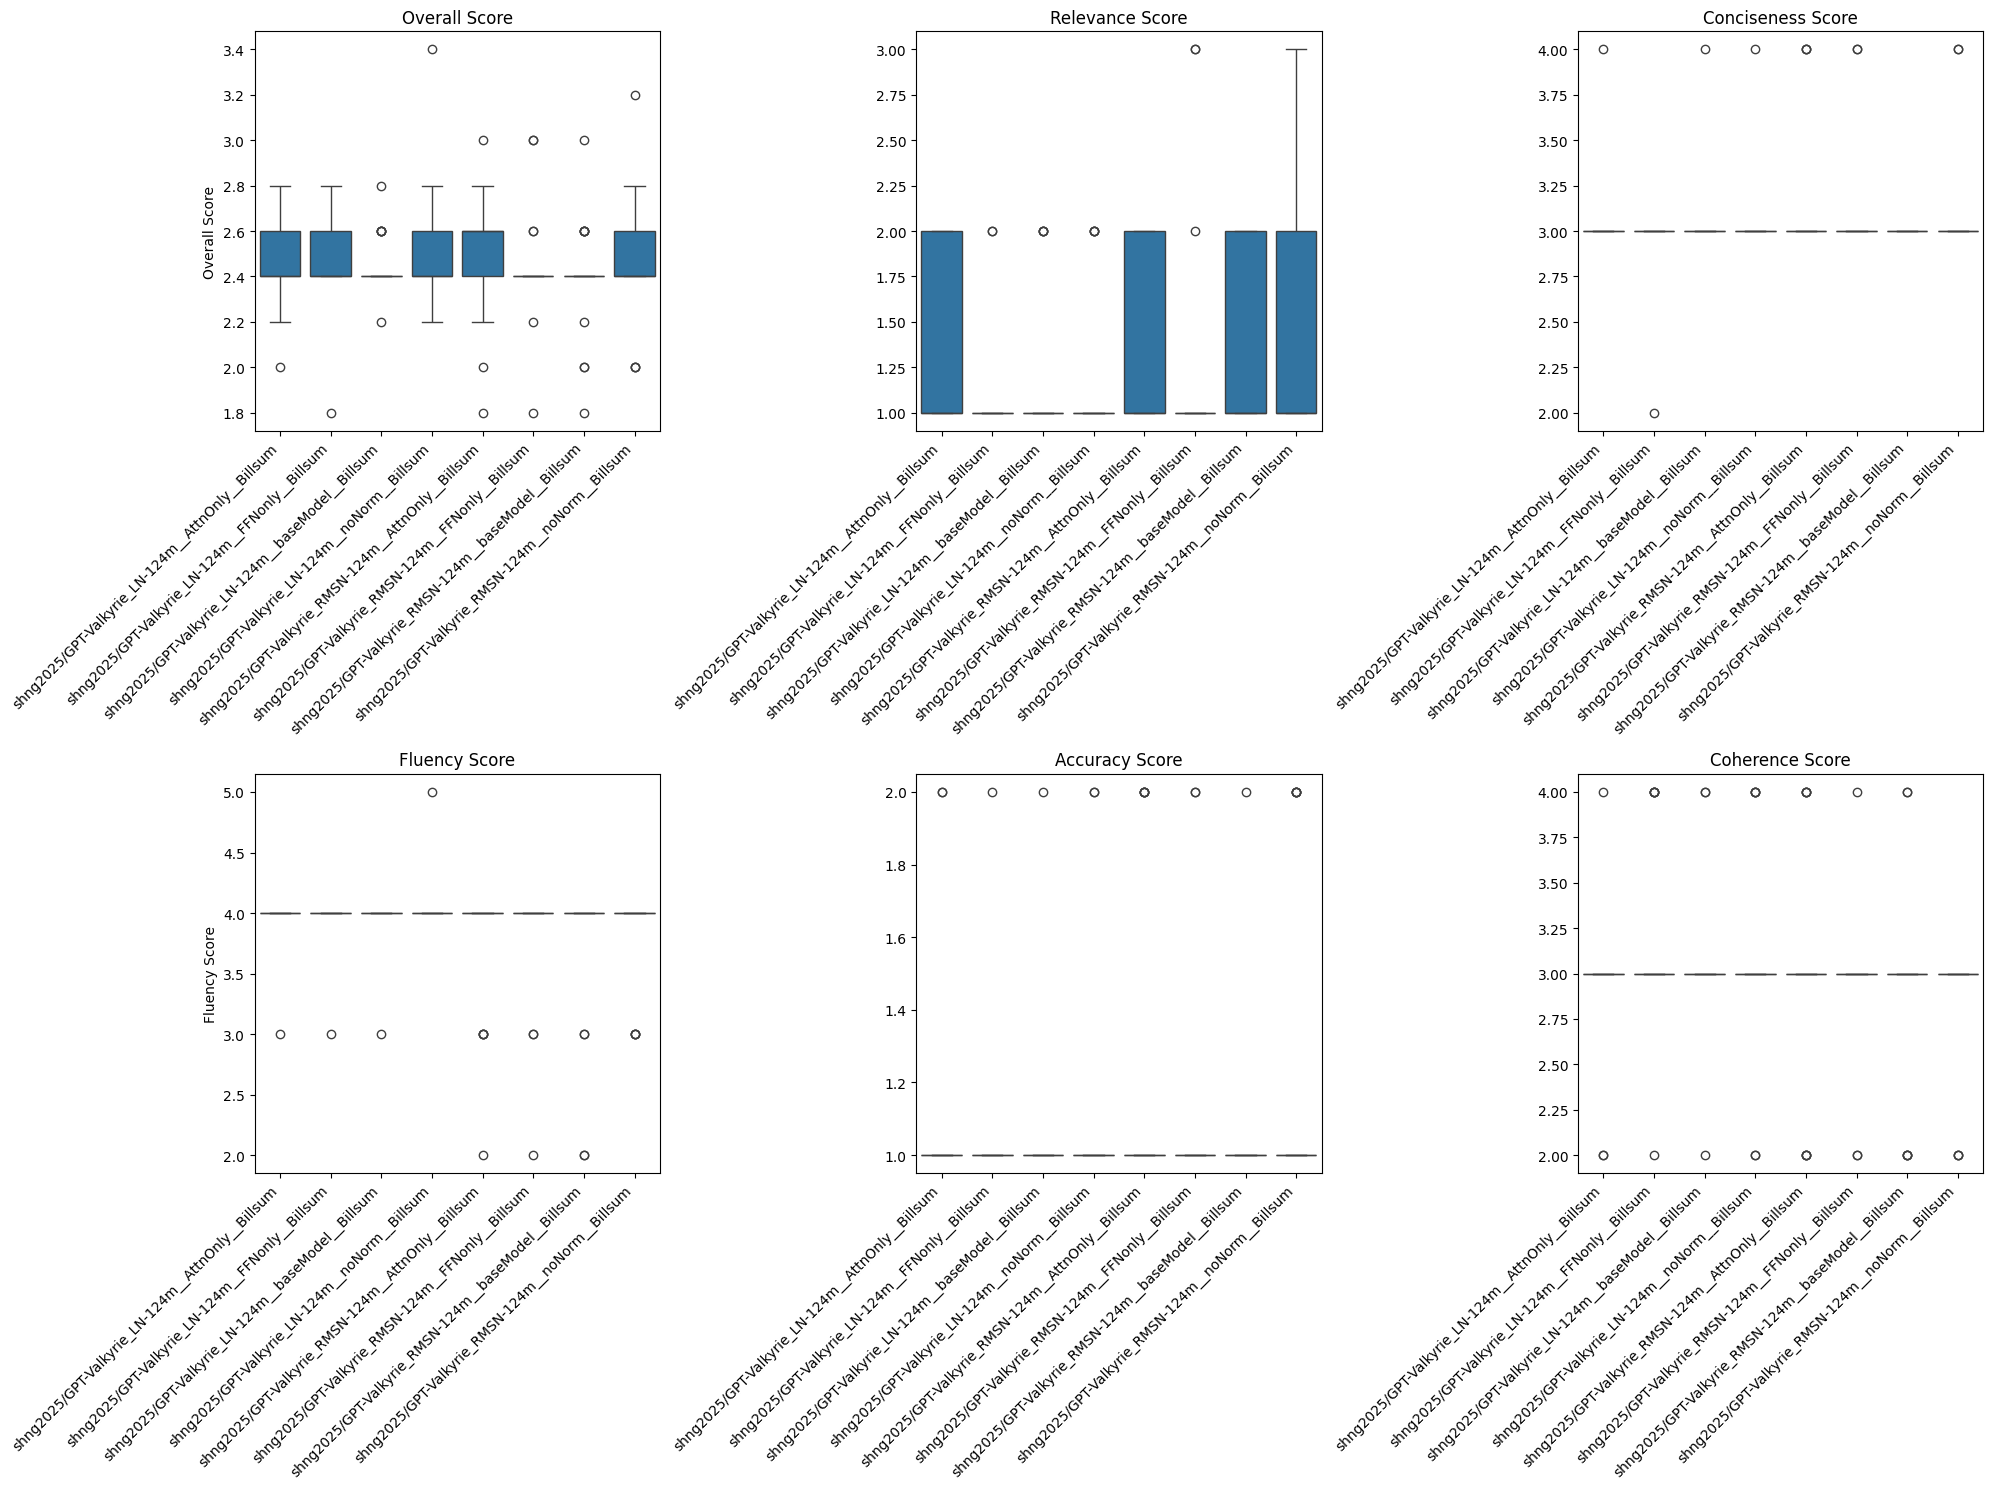 Overall Score
Relevance Score
Conciseness Score
3.4
3.2
3.0
2.8
2.6
2.4
2.2
2.0
1.8
Overall Score
3.00
2.75
2.50
2.25
2.00
1.75
1.50
1.25
1.00
4.00
3.75
3.50
3.25
3.00
2.75
2.50
2.25
2.00
shng2025/GPT-Valkyrie_LN-124m__AttnOnly__Billsum
shng2025/GPT-Valkyrie_LN-124m__FFNonly__Billsum
shng2025/GPT-Valkyrie_LN-124m__baseModel__Billsum
shng2025/GPT-Valkyrie_LN-124m__noNorm__Billsum
shng2025/GPT-Valkyrie_RMSN-124m__AttnOnly__Billsum
shng2025/GPT-Valkyrie_RMSN-124m__FFNonly__Billsum
shng2025/GPT-Valkyrie_RMSN-124m__baseModel__Billsum
shng2025/GPT-Valkyrie_RMSN-124m__noNorm__Billsum
shng2025/GPT-Valkyrie_LN-124m__AttnOnly__Billsum
shng2025/GPT-Valkyrie_LN-124m__FFNonly__Billsum
shng2025/GPT-Valkyrie_LN-124m__baseModel__Billsum
shng2025/GPT-Valkyrie_LN-124m__noNorm__Billsum
shng2025/GPT-Valkyrie_RMSN-124m__AttnOnly__Billsum
shng2025/GPT-Valkyrie_RMSN-124m__FFNonly__Billsum
shng2025/GPT-Valkyrie_RMSN-124m__baseModel__Billsum
shng2025/GPT-Valkyrie_RMSN-124m__noNorm__Billsum
shng2025/GPT-Valkyrie_LN-124m__AttnOnly__Billsum
shng2025/GPT-Valkyrie_LN-124m__FFNonly__Billsum
shng2025/GPT-Valkyrie_LN-124m__baseModel__Billsum
shng2025/GPT-Valkyrie_LN-124m__noNorm__Billsum
shng2025/GPT-Valkyrie_RMSN-124m__AttnOnly__Billsum
shng2025/GPT-Valkyrie_RMSN-124m__FFNonly__Billsum
shng2025/GPT-Valkyrie_RMSN-124m__baseModel__Billsum
shng2025/GPT-Valkyrie_RMSN-124m__noNorm__Billsum
Fluency Score
Accuracy Score
Coherence Score
5.0
4.5
4.0
3.5
3.0
2.5
2.0
Fluency Score
2.0
1.8
1.6
1.4
1.2
1.0
4.00
3.75
3.50
3.25
3.00
2.75
2.50
2.25
2.00
shng2025/GPT-Valkyrie_LN-124m__AttnOnly__Billsum
shng2025/GPT-Valkyrie_LN-124m__FFNonly__Billsum
shng2025/GPT-Valkyrie_LN-124m__baseModel__Billsum
shng2025/GPT-Valkyrie_LN-124m__noNorm__Billsum
shng2025/GPT-Valkyrie_RMSN-124m__AttnOnly__Billsum
shng2025/GPT-Valkyrie_RMSN-124m__FFNonly__Billsum
shng2025/GPT-Valkyrie_RMSN-124m__baseModel__Billsum
shng2025/GPT-Valkyrie_RMSN-124m__noNorm__Billsum
shng2025/GPT-Valkyrie_LN-124m__AttnOnly__Billsum
shng2025/GPT-Valkyrie_LN-124m__FFNonly__Billsum
shng2025/GPT-Valkyrie_LN-124m__baseModel__Billsum
shng2025/GPT-Valkyrie_LN-124m__noNorm__Billsum
shng2025/GPT-Valkyrie_RMSN-124m__AttnOnly__Billsum
shng2025/GPT-Valkyrie_RMSN-124m__FFNonly__Billsum
shng2025/GPT-Valkyrie_RMSN-124m__baseModel__Billsum
shng2025/GPT-Valkyrie_RMSN-124m__noNorm__Billsum
shng2025/GPT-Valkyrie_LN-124m__AttnOnly__Billsum
shng2025/GPT-Valkyrie_LN-124m__FFNonly__Billsum
shng2025/GPT-Valkyrie_LN-124m__baseModel__Billsum
shng2025/GPT-Valkyrie_LN-124m__noNorm__Billsum
shng2025/GPT-Valkyrie_RMSN-124m__AttnOnly__Billsum
shng2025/GPT-Valkyrie_RMSN-124m__FFNonly__Billsum
shng2025/GPT-Valkyrie_RMSN-124m__baseModel__Billsum
shng2025/GPT-Valkyrie_RMSN-124m__noNorm__Billsum